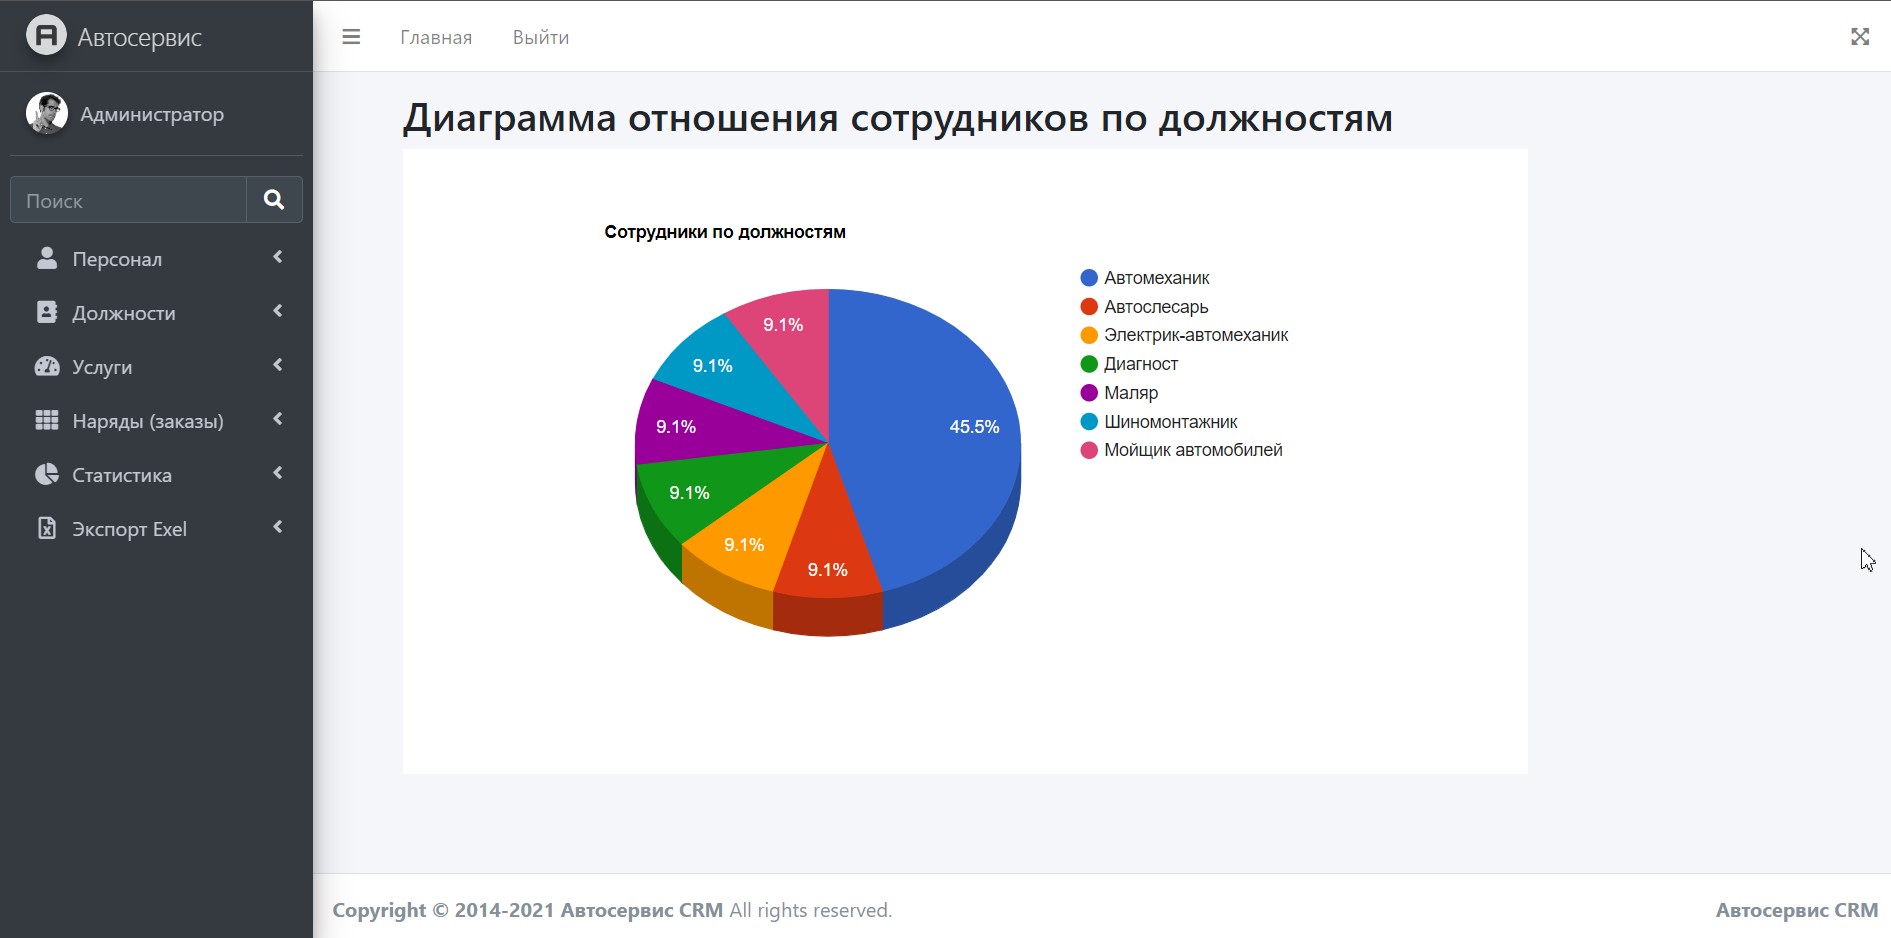 Автосервис
Главная
Выйти
Администратор
Поиск
Персонал
Должности
Услуги
Наряды (заказы)
Статистика
Экспорт Exel
Диаграмма отношения сотрудников по должностям
Сотрудники по должностям
45.5%
9.1%
9.1%
9.1%
9.1%
9.1%
9.1%
Автомеханик
Автослесарь
Электрик-автомеханик
Диагност
Маляр
Шиномонтажник
Мойщик автомобилей
Copyright © 2014-2021 Автосервис CRM All rights reserved.
Автосервис CRM